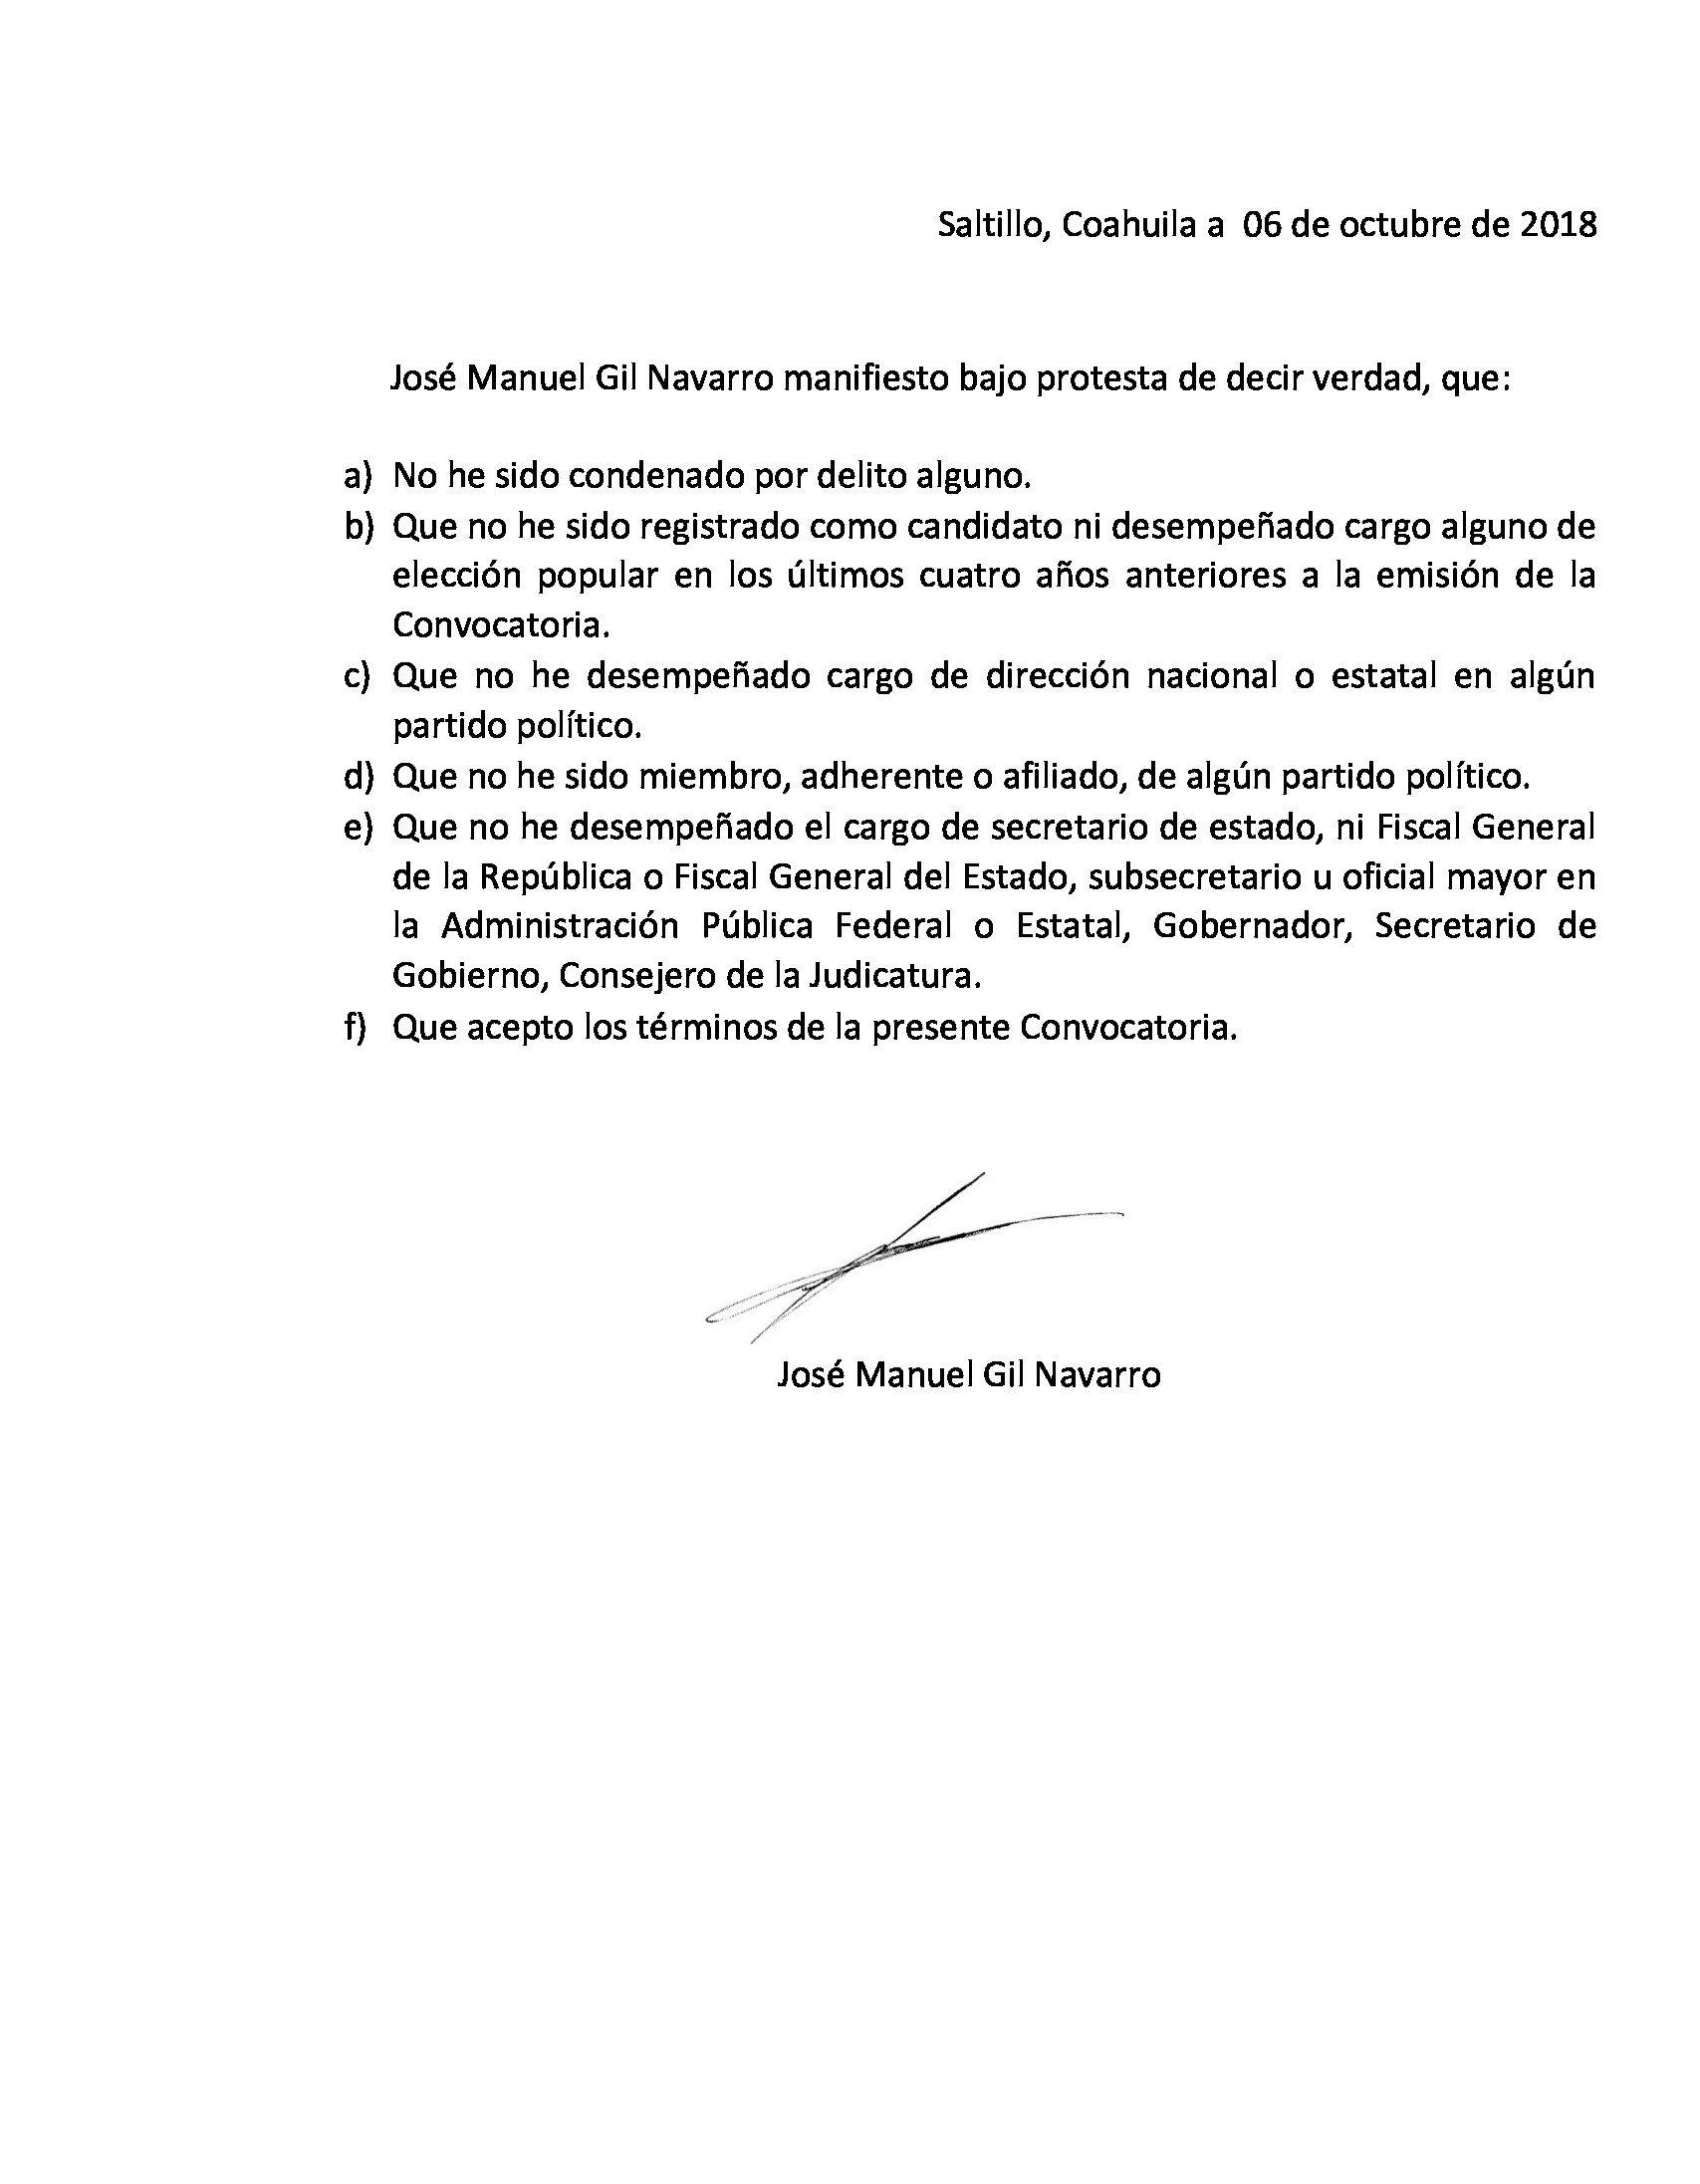 Saltillo, Coahuila a  06 de octubre de 2018
José Manuel Gil Navarro manifiesto bajo protesta de decir verdad, que:
a) No he sido condenado por delito alguno.
b) Que no he sido registrado como candidato ni desempeñado cargo alguno de
elección popular en los últimos cuatro años anteriores a la emisión de la
Convocatoria.
c) Que no he desempeñado cargo de dirección nacional o estatal en algún
partido político.
d) Que no he sido miembro, adherente o afiliado, de algún partido político.
e) Que no he desempeñado el cargo de secretario de estado, ni Fiscal General
de la República o Fiscal General del Estado, subsecretario u oficial mayor en
la Administración Pública Federal o Estatal, Gobernador, Secretario de
Gobierno, Consejero de la Judicatura.
f) Que acepto los términos de la presente Convocatoria.
José Manuel Gil Navarro